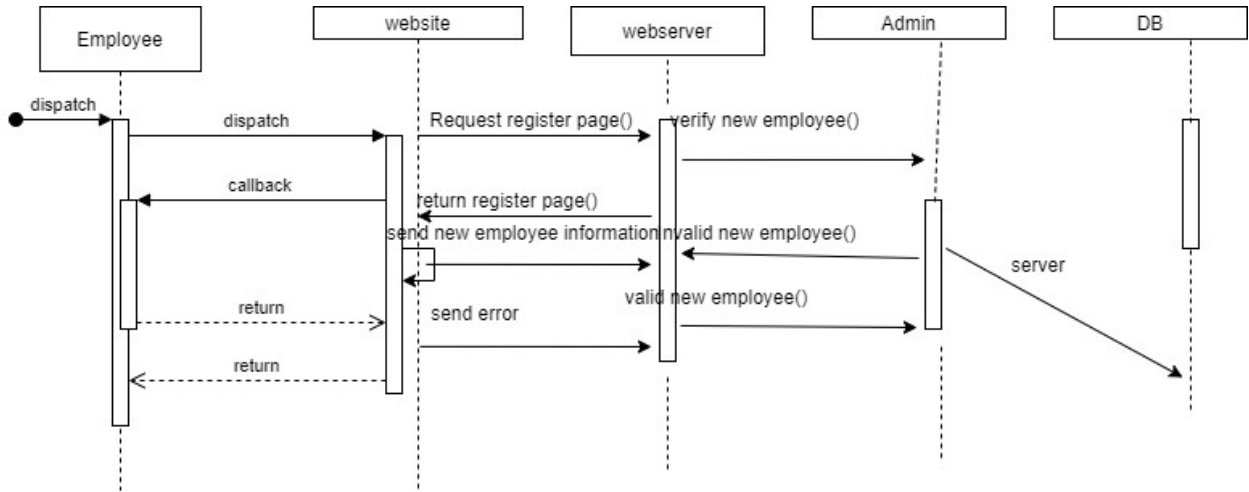 Employee
website
webserver
Admin
DB
dispatch
dispatch
Request register page()
verify new employee()
callback
return register page()
send new employee information
invalid new employee()
server
return
send error
valid new employee()
return